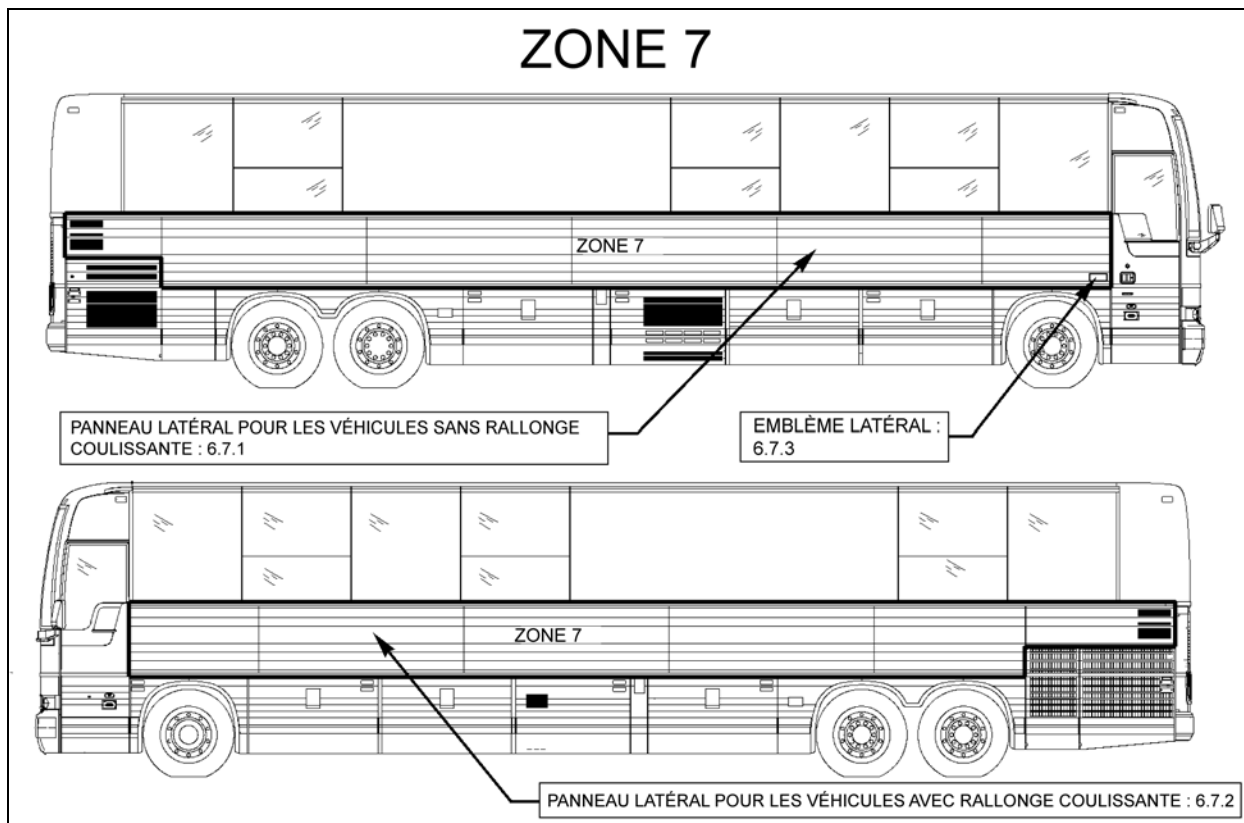 ZONE 7
ZONE 7
PANNEAU LATÉRAL POUR LES VÉHICULES SANS RALLONGE
COULISSANTE : 6.7.1
EMBLÈME LATÉRAL :
6.7.3
ZONE 7
PANNEAU LATÉRAL POUR LES VÉHICULES AVEC RALLONGE COULISSANTE : 6.7.2